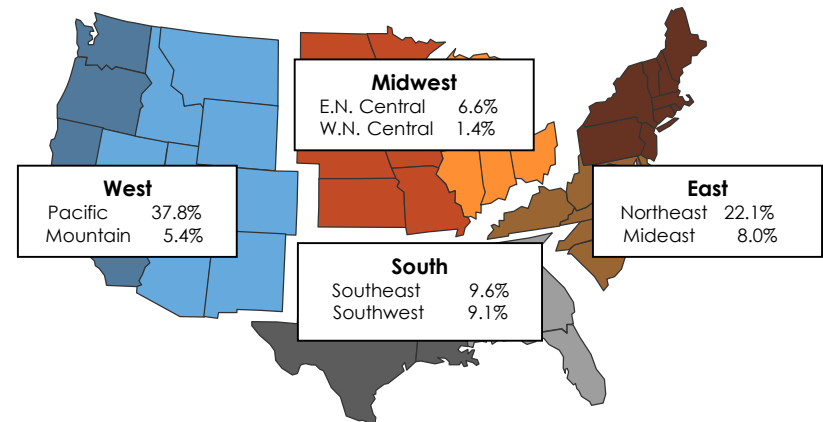 Midwest
E.N. Central 6.6%
W.N. Central 1.4%
West
Pacific 37.8%
Mountain 5.4%
East
Northeast 22.1%
Mideast 8.0%
South
Southeast 9.6%
Southwest 9.1%